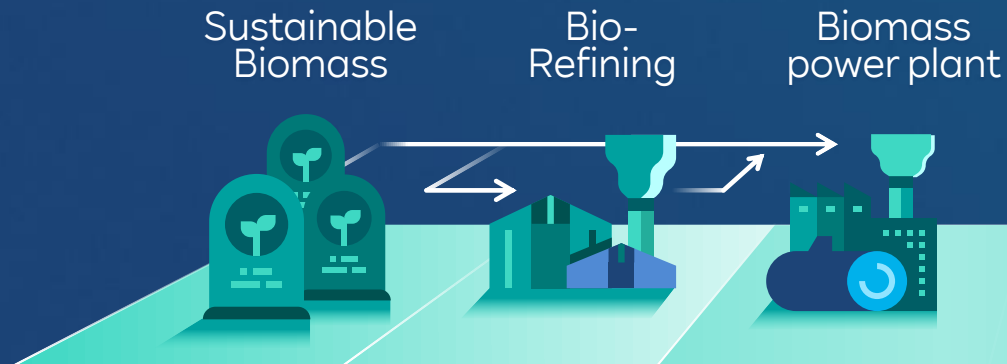 Sustainable
Biomass
Bio-
Refining
Biomass
power plant